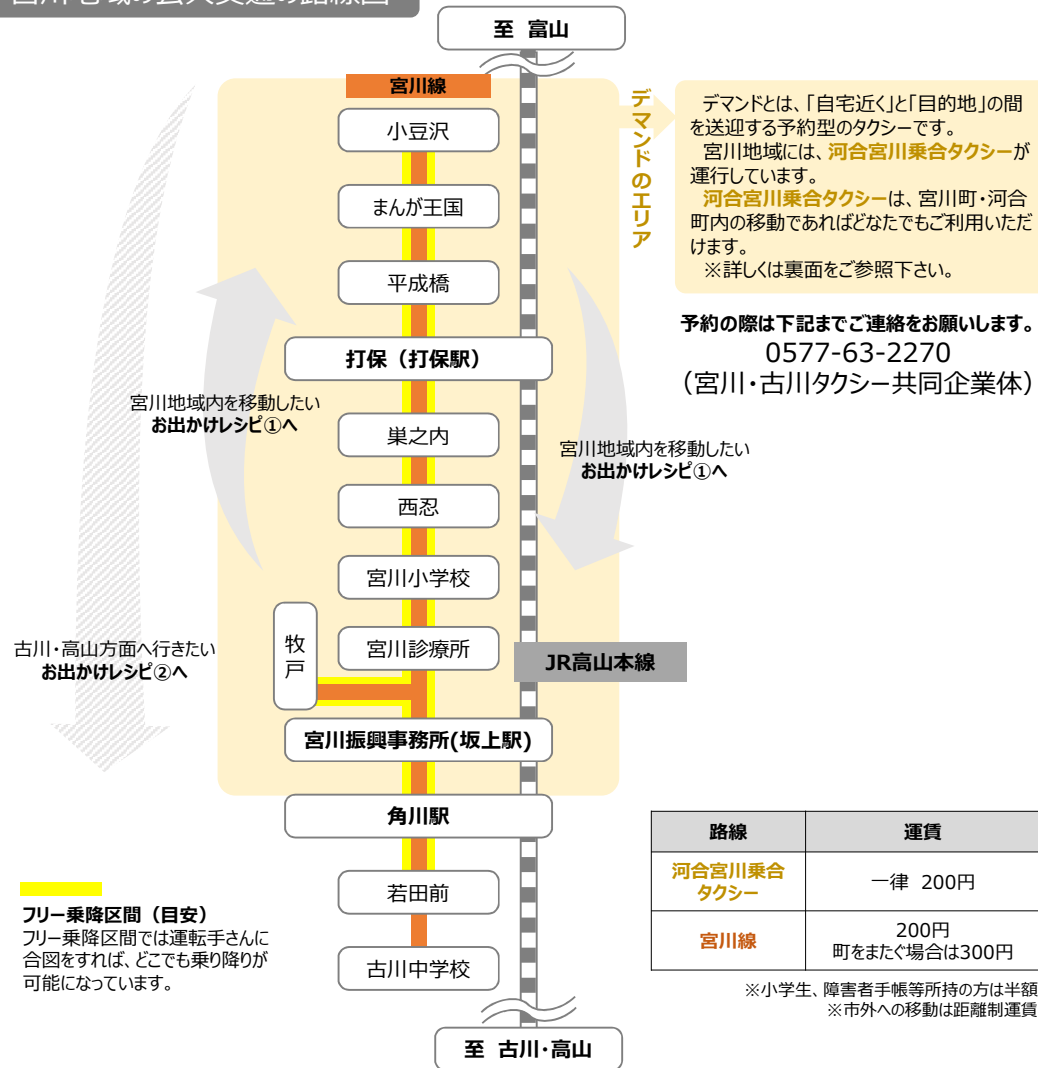 至 富山
宮川線
小豆沢
まんが王国
平成橋
打保（打保駅）
巣之内
西忍
宮川小学校
宮川診療所
牧戸
宮川振興事務所(坂上駅)
角川駅
若田前
古川中学校
至 古川・高山
JR高山本線
デマンドのエリア
デマンドとは、「自宅近く」と「目的地」の間
を送迎する予約型のタクシーです。
宮川地域には、河合宮川乗合タクシーが
運行しています。
河合宮川乗合タクシーは、宮川町・河合
町内の移動であればどなたでもご利用いただ
けます。
※詳しくは裏面をご参照下さい。
予約の際は下記までご連絡をお願いします。
0577-63-2270
（宮川・古川タクシー共同企業体）
宮川地域内を移動したい
お出かけレシピ①へ
宮川地域内を移動したい
お出かけレシピ①へ
古川・高山方面へ行きたい
お出かけレシピ②へ
フリー乗降区間（目安）
フリー乗降区間では運転手さんに
合図をすれば、どこでも乗り降りが
可能になっています。
路線 運賃
河合宮川乗合
タクシー
一律 200円
宮川線
200円
町をまたぐ場合は300円
※小学生、障害者手帳等所持の方は半額
※市外への移動は距離制運賃